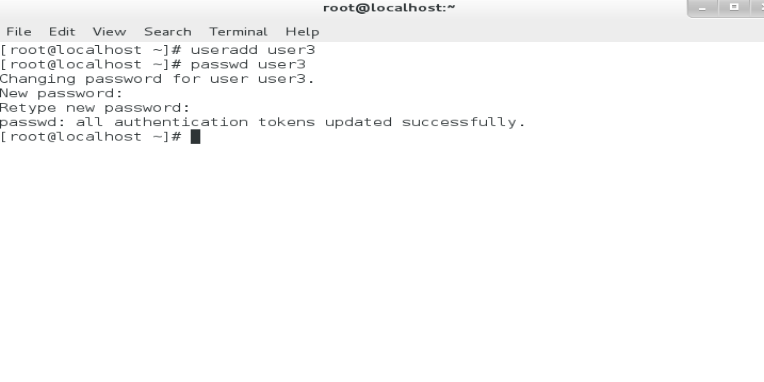 root@localhost:~
File Edit View Search Terminal Help
[root@localhost ~]# useradd user3
[root@localhost ~]# passwd user3
Changing password for user user3.
New password:
Retype new password:
passwd: all authentication tokens updated successfully.
[root@localhost ~]#